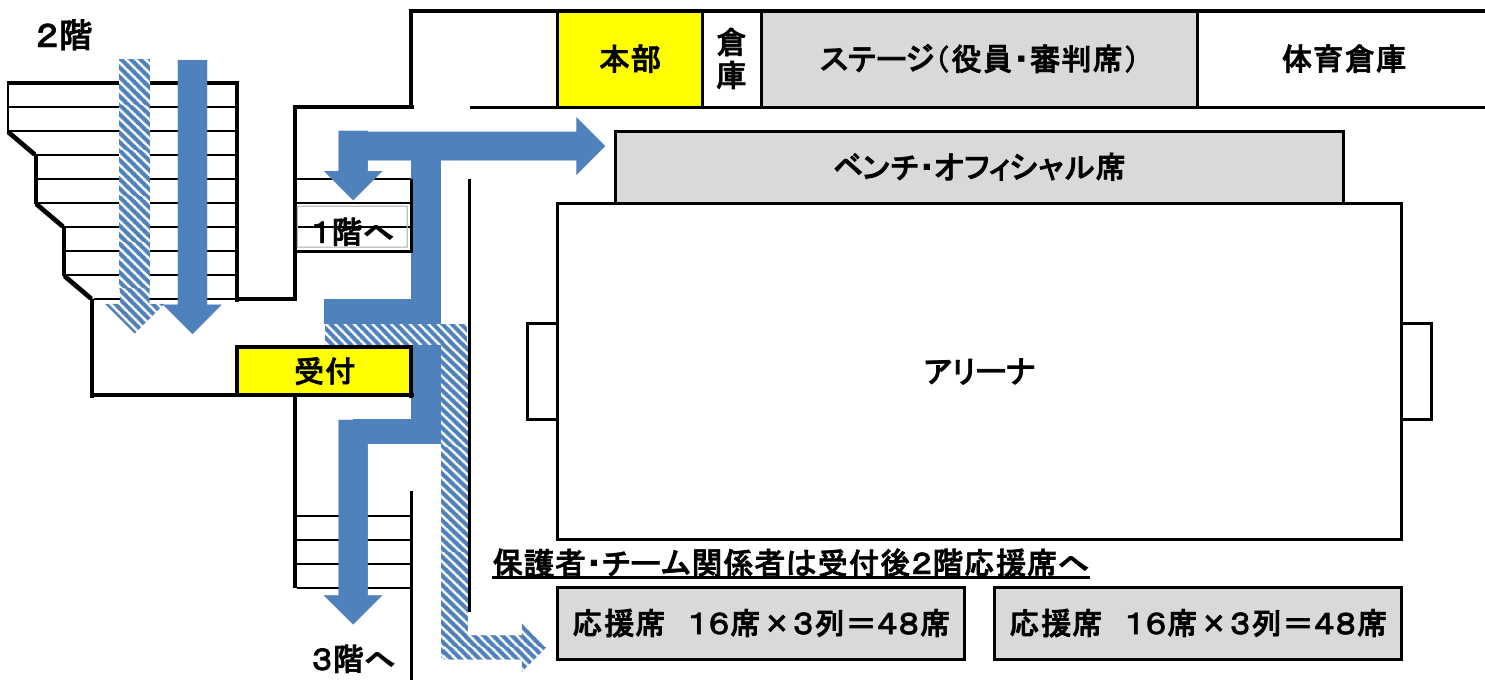 2階
本部
倉庫
ステージ(役員・審判席)
体育倉庫
ベンチ・オフィシャル席
1階へ
受付
アリーナ
保護者・チーム関係者は受付後2階応援席へ
応援席 16席×3列=48席
応援席 16席×3列=48席
3階へ